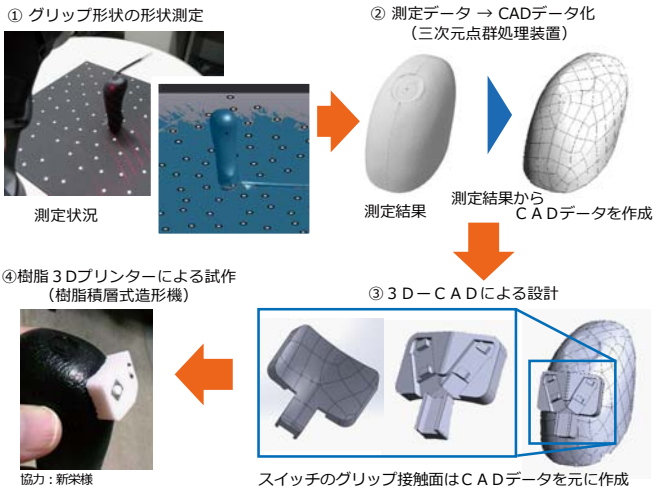 ① グリップ形状の形状測定
② 測定データ → CADデータ化
（三次元点群処理装置）
測定状況
測定結果
測定結果から
ＣＡＤデータを作成
④樹脂３Dプリンターによる試作
（樹脂積層式造形機）
③３Ｄ－ＣＡＤによる設計
協力：新栄様
スイッチのグリップ接触面はＣＡＤデータを元に作成